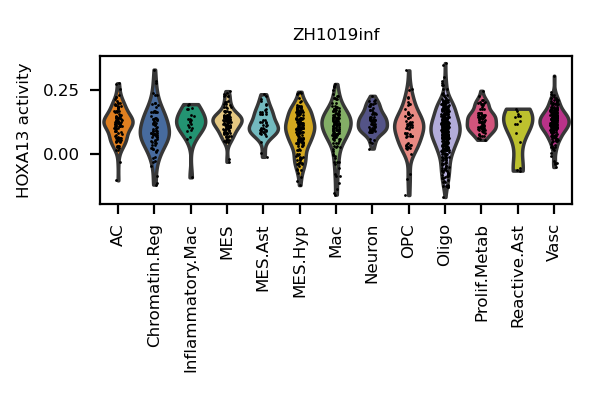 ZH1019inf
HOXA13 activity
0.25
0.00
AC
Chromatin.Reg
Inflammatory.Mac
MES
MES.Ast
MES.Hyp
Mac
Neuron
OPC
Oligo
Prolif.Metab
Reactive.Ast
Vasc